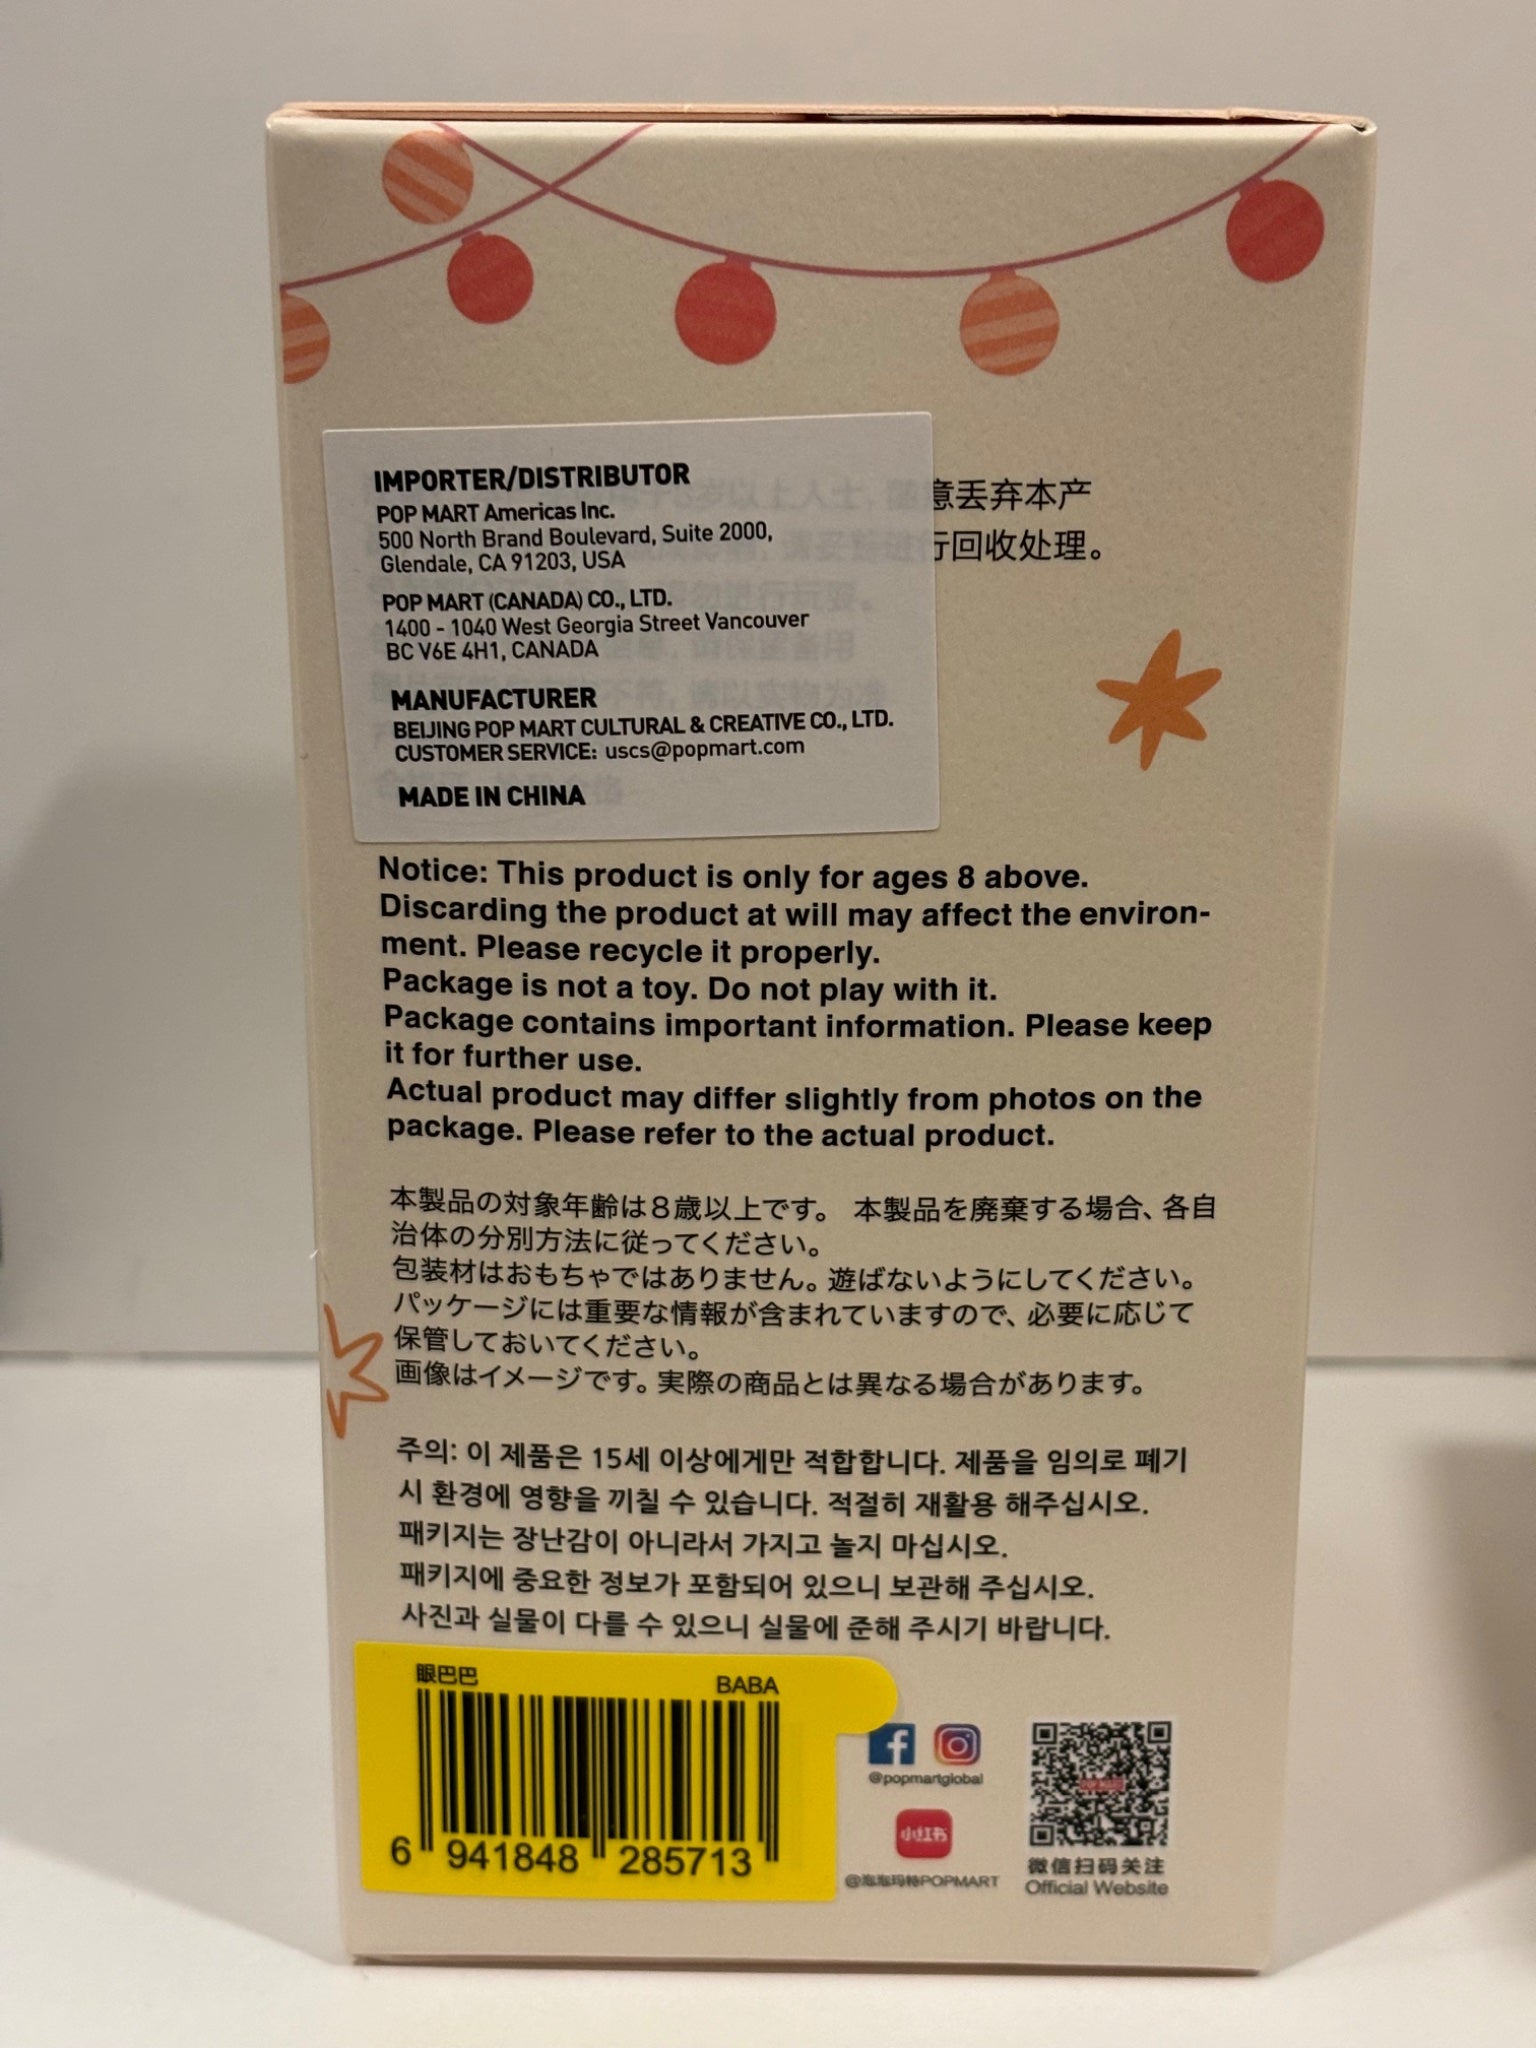 IMPORTER/DISTRIBUTOR
POP MART Americas Inc.
500 North Brand Boulevard, Suite 2000,
Glendale, CA 91203, USA
POP MART (CANADA) CO., LTD.
1400 - 1040 West Georgia Street Vancouver
BC V6E 4H1, CANADA
MANUFACTURER
BEIJING POP MART CULTURAL & CREATIVE CO., LTD.
CUSTOMER SERVICE: uscs@popmart.com
MADE IN CHINA
意丢弃本产
行回收处理。
Notice: This product is only for ages 8 above.
Discarding the product at will may affect the environ-
ment. Please recycle it properly.
Package is not a toy. Do not play with it.
Package contains important information. Please keep
it for further use.
Actual product may differ slightly from photos on the
package. Please refer to the actual product.
本製品の対象年齢は8歳以上です。 本製品を廃棄する場合、各自
治体の分別方法に従ってください。
包装材はおもちゃではありません。遊ばないようにしてください。
パッケージには重要な情報が含まれていますので、必要に応じて
保管しておいてください。
画像はイメージです。実際の商品とは異なる場合があります。
주의: 이 제품은 15세 이상에게만 적합합니다. 제품을 임의로 폐기
시 환경에 영향을 끼칠 수 있습니다. 적절히 재활용 해주십시오.
패키지는 장난감이 아니라서 가지고 놀지 마십시오.
패키지에 중요한 정보가 포함되어 있으니 보관해 주십시오.
사진과 실물이 다를 수 있으니 실물에 준해 주시기 바랍니다.
眼巴巴 BABA
6 941848 285713
@popmartglobal
小红书
@泡泡玛特POPMART
POP MART
微信扫码关注
Official Website